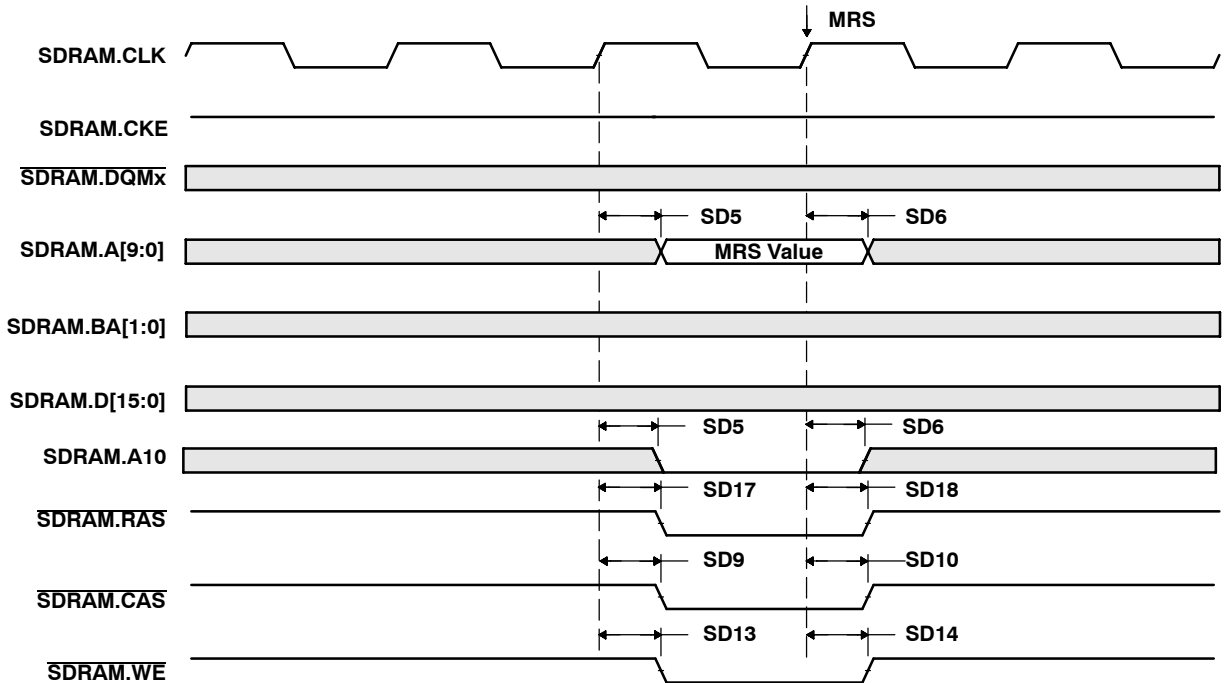 MRS
SDRAM.CLK
SDRAM.CKE
SDRAM.DQMx
SD5 SD6
SDRAM.A[9:0] MRS Value
SDRAM.BA[1:0]
SDRAM.D[15:0]
SD5 SD6
SDRAM.A10
SD17 SD18
SDRAM.RAS
SD9 SD10
SDRAM.CAS
SD13 SD14
SDRAM.WE